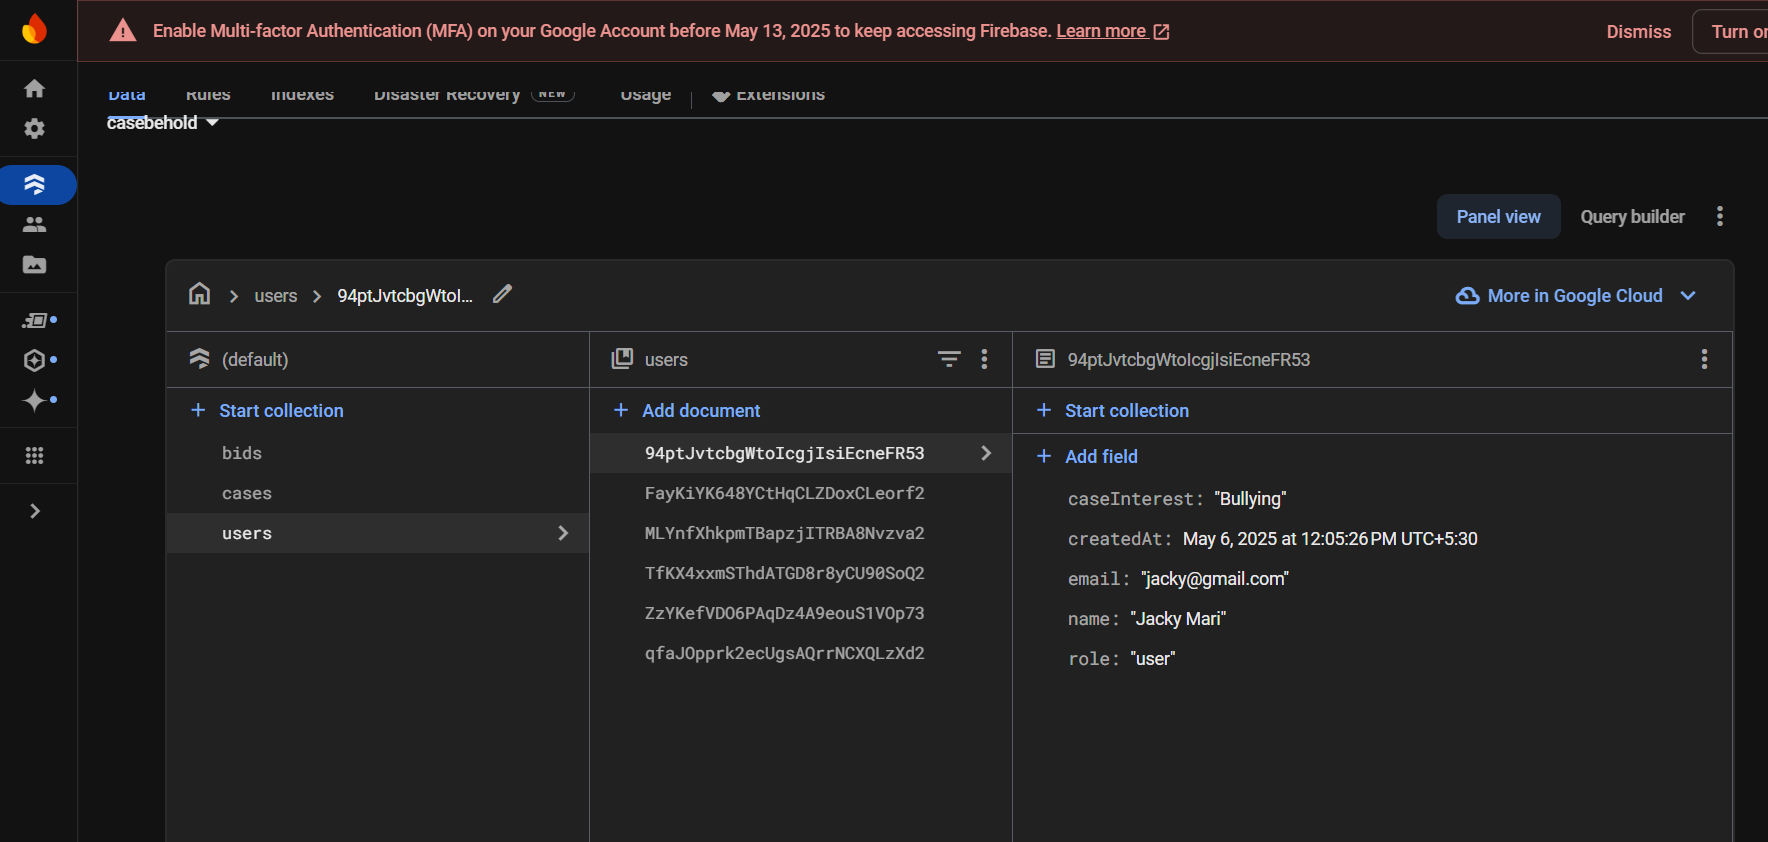 Enable Multi-factor Authentication (MFA) on your Google Account before May 13, 2025 to keep accessing Firebase. Learn more
Dismiss
Turn on
Data Rules Indexes Disaster Recovery NEW Usage Extensions
casebehold
Panel view Query builder
users 94ptJvtcbgWtoI...
More in Google Cloud
(default)
users
94ptJvtcbgWtoIcgjIsiEcneFR53
Start collection
Add document
Start collection
bids
cases
users
94ptJvtcbgWtoIcgjIsiEcneFR53
FayKiYK648YCtHqCLZDoxCLeorf2
MLYnfXhkpmTBapzjITRBA8Nvzva2
TfKX4xxmSThdATGD8r8yCU90SoQ2
ZzYKefVDO6PAqDz4A9eouS1VOp73
qfaJOpprk2ecUgsAQrrNCXQLzXd2
Add field
caseInterest: "Bullying"
createdAt: May 6, 2025 at 12:05:26 PM UTC+5:30
email: "jacky@gmail.com"
name: "Jacky Mari"
role: "user"